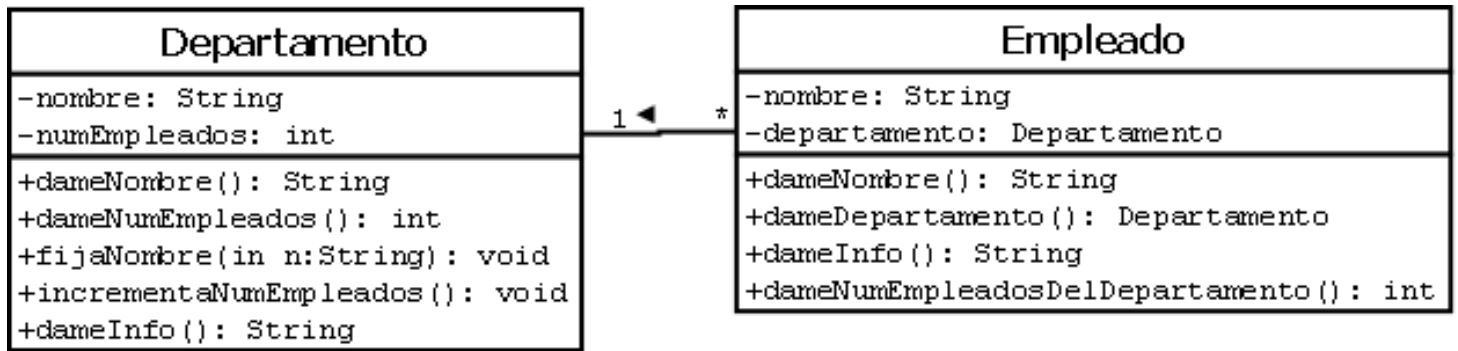 Departamento
-nombre: String
-numEmpleados: int
+dameNombre(): String
+dameNumEmpleados(): int
+fijaNombre(in n:String): void
+incrementaNumEmpleados(): void
+dameInfo(): String
1 ◄ *
Empleado
-nombre: String
-departamento: Departamento
+dameNombre(): String
+dameDepartamento(): Departamento
+dameInfo(): String
+dameNumEmpleadosDelDepartamento(): int